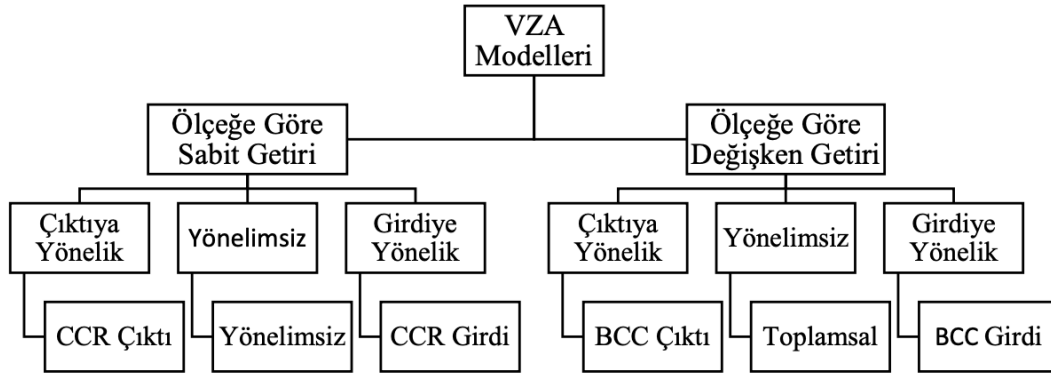 VZA
Modelleri
Ölçeğe Göre
Sabit Getiri
Ölçeğe Göre
Değişken Getiri
Çıktıya
Yönelik
Yönelimsiz
Girdiye
Yönelik
Çıktıya
Yönelik
Yönelimsiz
Girdiye
Yönelik
CCR Çıktı
Yönelimsiz
CCR Girdi
BCC Çıktı
Toplamsal
BCC Girdi